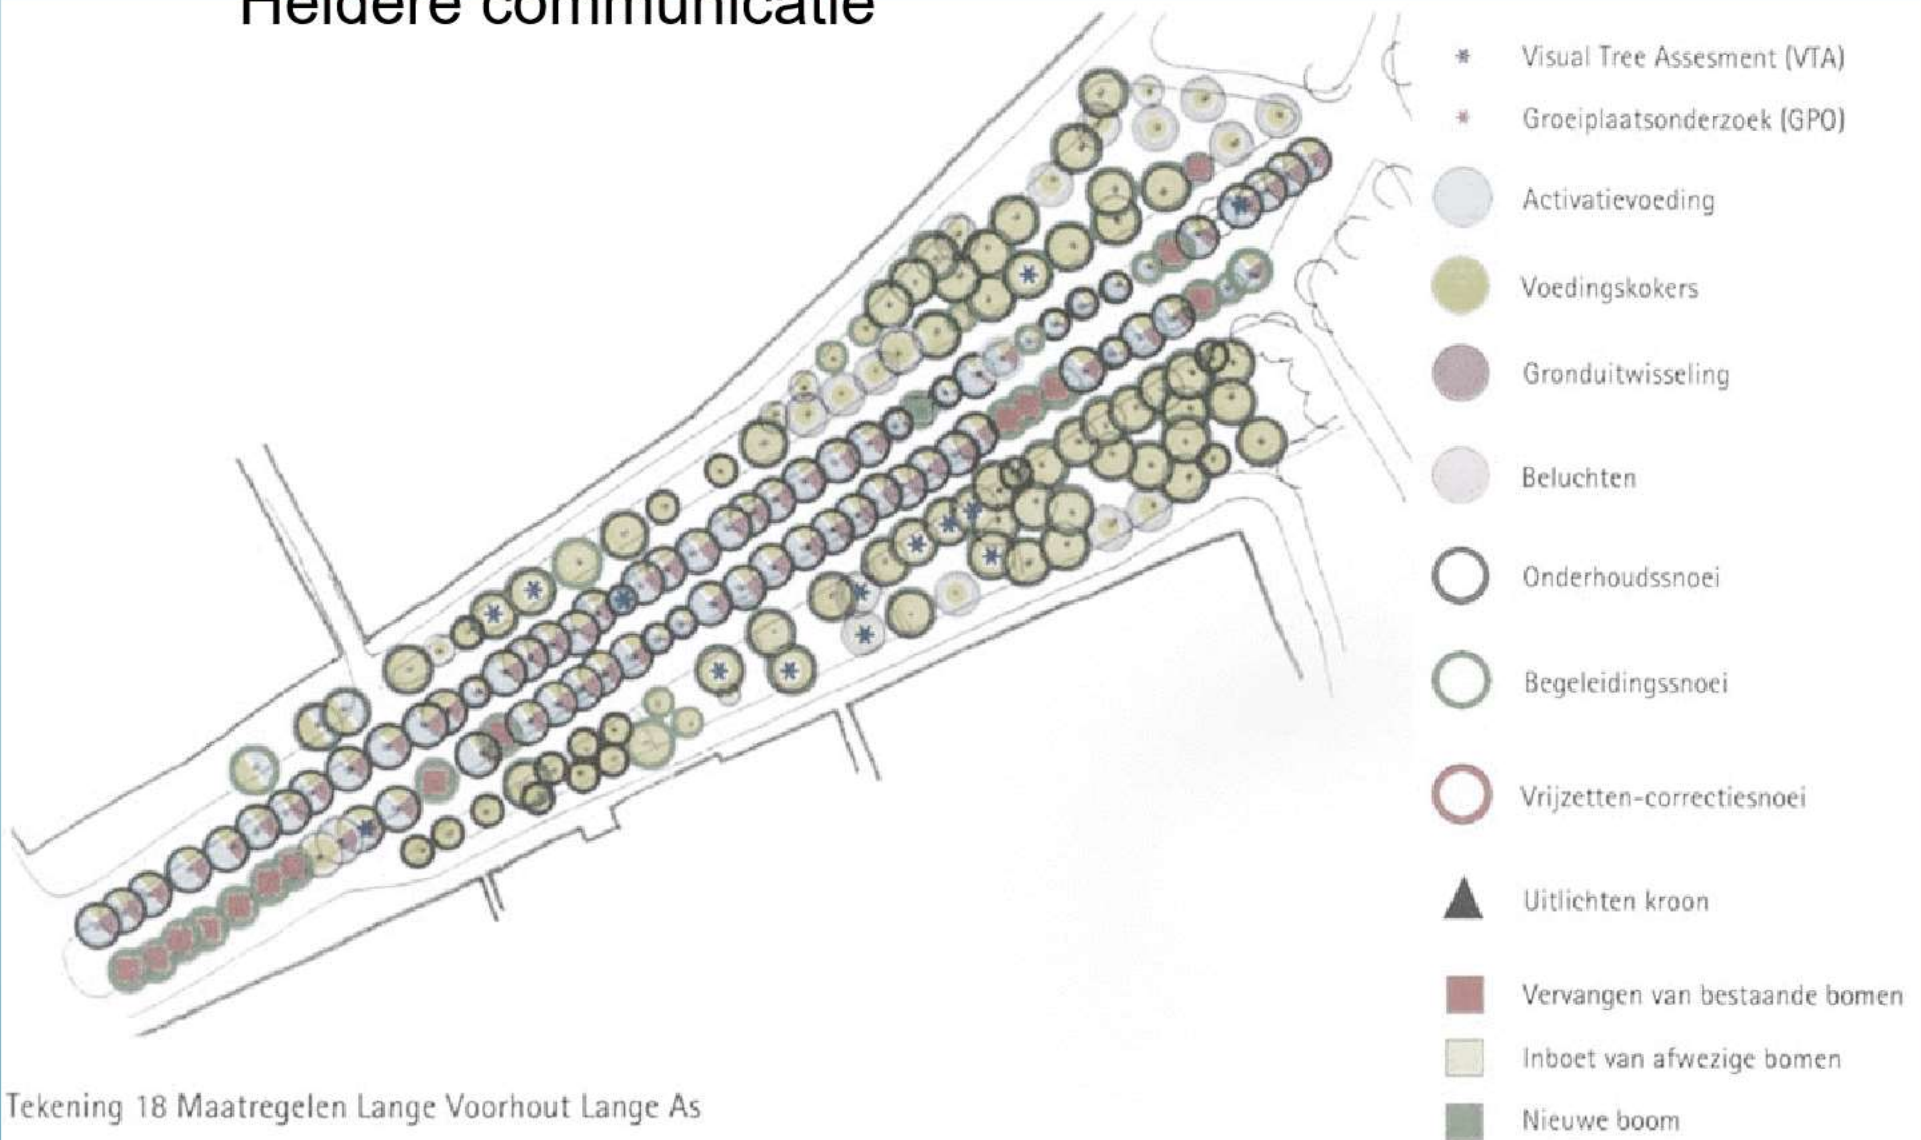 Heldere communicatie
Visual Tree Assesment (VTA)
Groeiplaatsonderzoek (GPO)
Activatievoeding
Voedingskokers
Gronduitwisseling
Beluchten
Onderhoudssnoei
Begeleidingssnoei
Vrijzetten-correctiesnoei
Uitlichten kroon
Vervangen van bestaande bomen
Inboet van afwezige bomen
Nieuwe boom
Tekening 18 Maatregelen Lange Voorhout Lange As